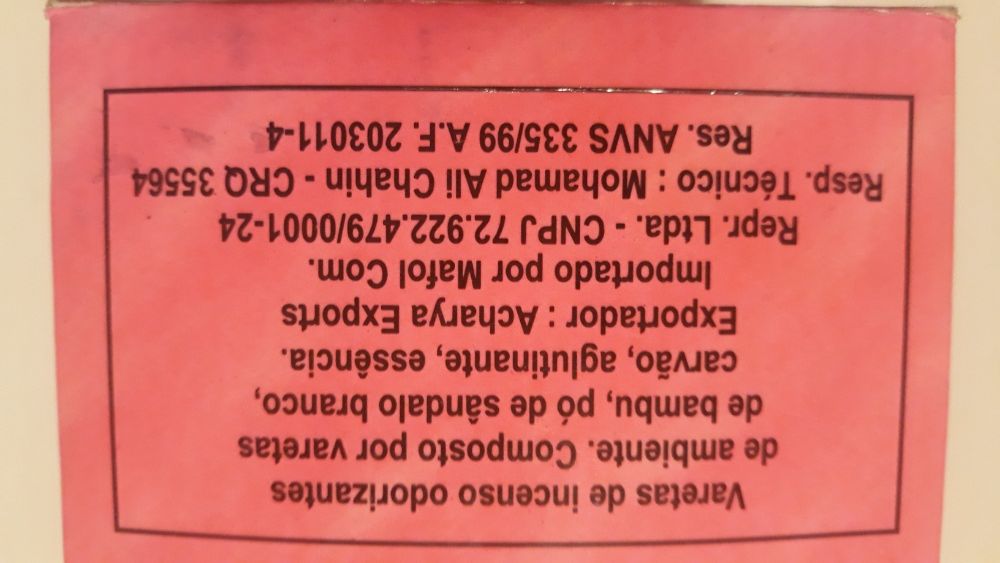 Varetas de incenso odorizantes
de ambiente. Composto por varetas
de bambu, pó de sândalo branco,
carvão, aglutinante, essência.
Exportador : Acharya Exports
Importado por Mafol Com.
Repr. Ltda. - CNPJ 72.922.479/0001-24
Resp. Técnico : Mohamad Ali Chahin - CRQ 35564
Res. ANVS 335/99 A.F. 203011-4